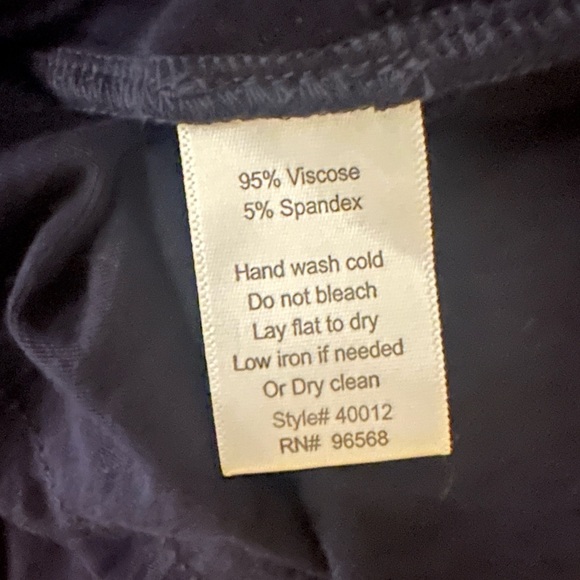 95% Viscose
5% Spandex
Hand wash cold
Do not bleach
Lay flat to dry
Low iron if needed
Or Dry clean
Style# 40012
RN# 96568